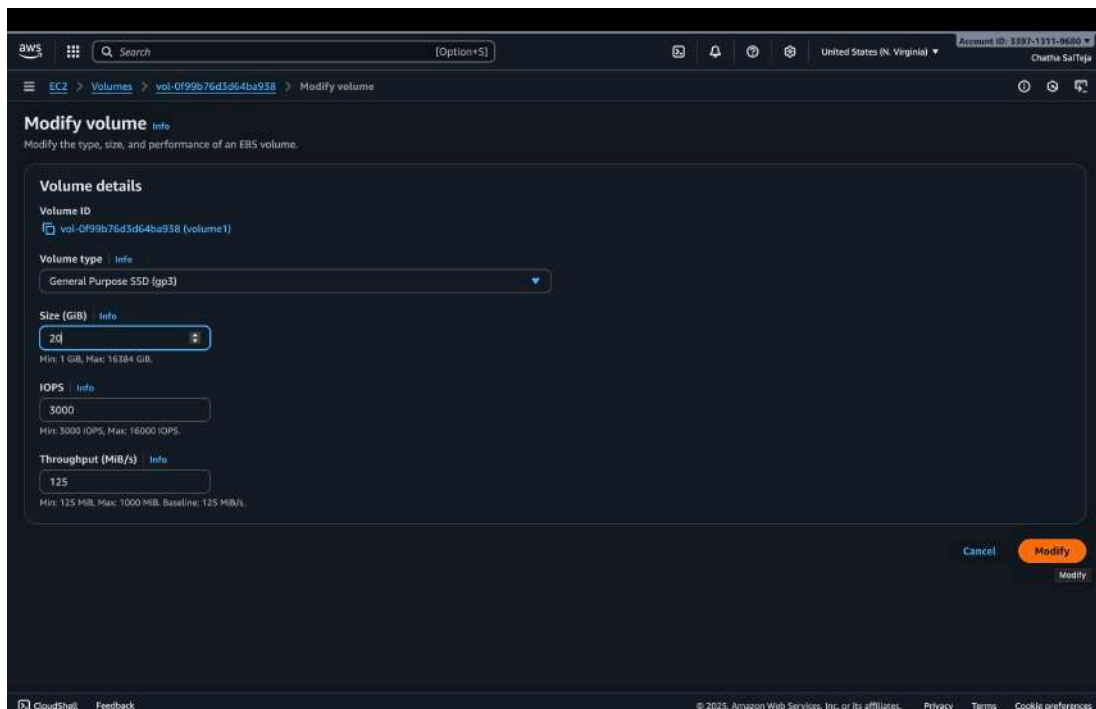 aws Search [Option+S] United States (N. Virginia) Account ID: 3397-1311-9680
Chatha SaiTeja
EC2 > Volumes > vol-0f99b76d3d64ba938 > Modify volume
Modify volume Info
Modify the type, size, and performance of an EBS volume.
Volume details
Volume ID
vol-0f99b76d3d64ba938 (volume1)
Volume type Info
General Purpose SSD (gp3)
Size (GiB) Info
20
Min: 1 GiB, Max: 16384 GiB.
IOPS Info
3000
Min: 3000 IOPS, Max: 16000 IOPS.
Throughput (MiB/s) Info
125
Min: 125 MiB, Max: 1000 MiB. Baseline: 125 MiB/s.
Cancel Modify
Modify
CloudShell Feedback © 2025, Amazon Web Services, Inc. or its affiliates. Privacy Terms Cookie preferences